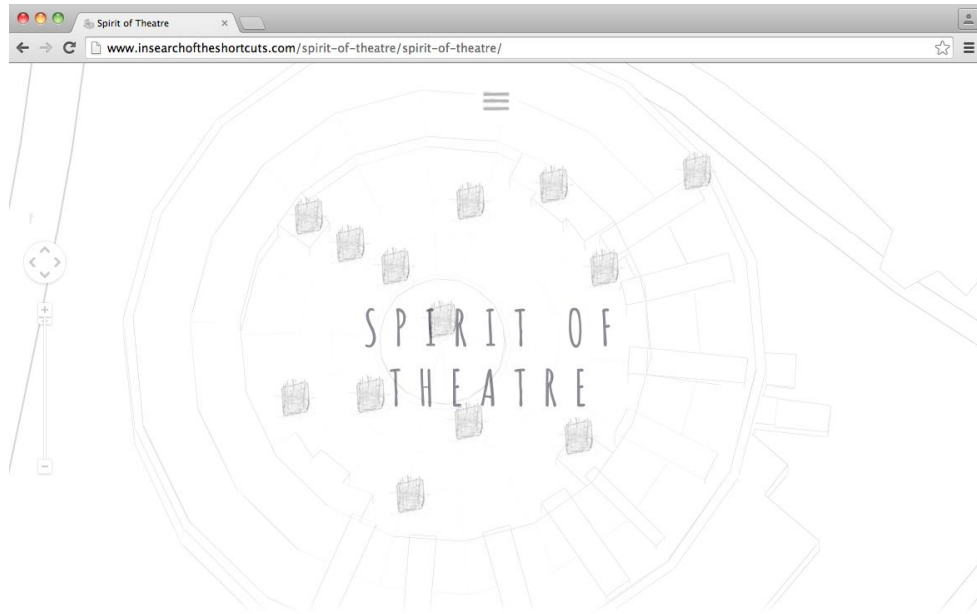 Spirit of Theatre
www.insearchoftheshortcuts.com/spirit-of-theatre/spirit-of-theatre/
SPIRIT OF
THEATRE